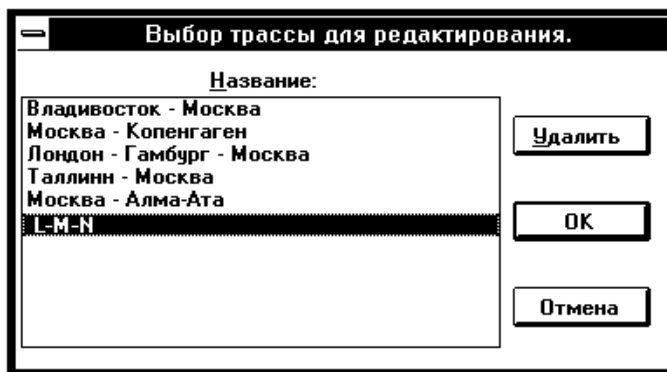 Выбор трассы для редактирования.
Название:
Владивосток - Москва
Москва - Копенгаген
Лондон - Гамбург - Москва
Таллинн - Москва
Москва - Алма-Ата
L-M-N
Удалить
OK
Отмена